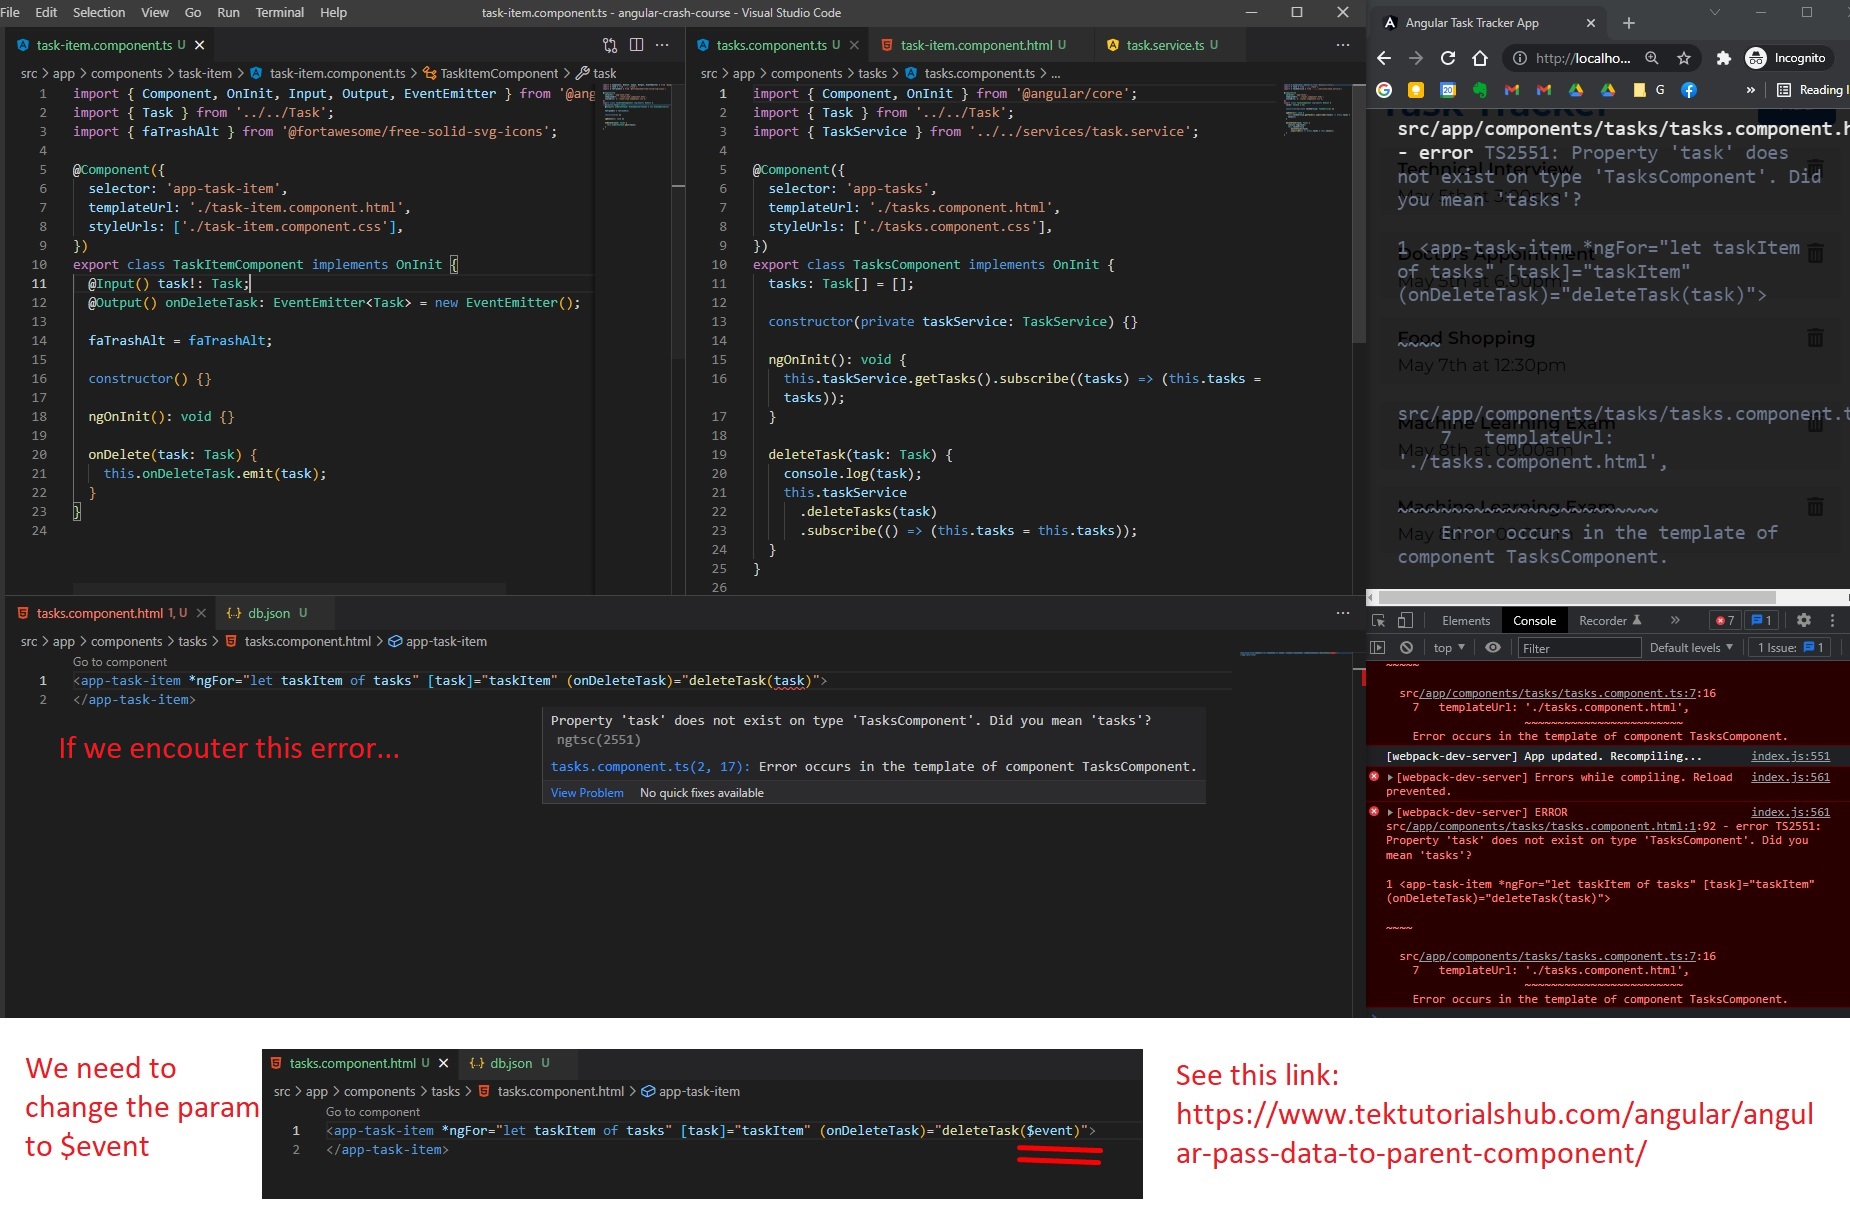 File Edit Selection View Go Run Terminal Help
task-item.component.ts - angular-crash-course - Visual Studio Code
task-item.component.ts U
src > app > components > task-item > task-item.component.ts > TaskItemComponent > task
1 import { Component, OnInit, Input, Output, EventEmitter } from '@ang
2 import { Task } from '../../Task';
3 import { faTrashAlt } from '@fortawesome/free-solid-svg-icons';
4
5 @Component({
6 selector: 'app-task-item',
7 templateUrl: './task-item.component.html',
8 styleUrls: ['./task-item.component.css'],
9 })
10 export class TaskItemComponent implements OnInit {
11 @Input() task!: Task;
12 @Output() onDeleteTask: EventEmitter<Task> = new EventEmitter();
13
14 faTrashAlt = faTrashAlt;
15
16 constructor() {}
17
18 ngOnInit(): void {}
19
20 onDelete(task: Task) {
21 this.onDeleteTask.emit(task);
22 }
23 }
24
tasks.component.ts U
task-item.component.html U
task.service.ts U
src > app > components > tasks > tasks.component.ts > ...
1 import { Component, OnInit } from '@angular/core';
2 import { Task } from '../../Task';
3 import { TaskService } from '../../services/task.service';
4
5 @Component({
6 selector: 'app-tasks',
7 templateUrl: './tasks.component.html',
8 styleUrls: ['./tasks.component.css'],
9 })
10 export class TasksComponent implements OnInit {
11 tasks: Task[] = [];
12
13 constructor(private taskService: TaskService) {}
14
15 ngOnInit(): void {
16 this.taskService.getTasks().subscribe((tasks) => (this.tasks =
tasks));
17 }
18
19 deleteTask(task: Task) {
20 console.log(task);
21 this.taskService
22 .deleteTasks(task)
23 .subscribe(() => (this.tasks = this.tasks));
24 }
25 }
26
tasks.component.html 1, U
db.json U
src > app > components > tasks > tasks.component.html > app-task-item
Go to component
1 <app-task-item *ngFor="let taskItem of tasks" [task]="taskItem" (onDeleteTask)="deleteTask(task)">
2 </app-task-item>
Property 'task' does not exist on type 'TasksComponent'. Did you mean 'tasks'?
ngtsc(2551)
tasks.component.ts(2, 17): Error occurs in the template of component TasksComponent.
View Problem No quick fixes available
If we encouter this error...
Angular Task Tracker App
http://localho...
Incognito
G
Reading l
Task Tracker
src/app/components/tasks/tasks.component.h
- error TS2551: Property 'task' does
not exist on type 'TasksComponent'. Did
you mean 'tasks'?
1 <app-task-item *ngFor="let taskItem
of tasks" [task]="taskItem"
(onDeleteTask)="deleteTask(task)">
~~~~
src/app/components/tasks/tasks.component.t
7 templateUrl:
'./tasks.component.html',
~~~~~~~~~~~~~~~~~~~~~~~~
Error occurs in the template of
component TasksComponent.
Technical Interview
Doctors Appointment
Food Shopping
May 7th at 12:30pm
Machine Learning Exam
May 8th at 09:00am
Machine Learning Exam
Elements Console Recorder 7 1
top Filter Default levels 1 Issue: 1
~~~~~
src/app/components/tasks/tasks.component.ts:7:16
7 templateUrl: './tasks.component.html',
~~~~~~~~~~~~~~~~~~~~~~~~
Error occurs in the template of component TasksComponent.
[webpack-dev-server] App updated. Recompiling... index.js:551
[webpack-dev-server] Errors while compiling. Reload index.js:561
prevented.
[webpack-dev-server] ERROR index.js:561
src/app/components/tasks/tasks.component.html:1:92 - error TS2551:
Property 'task' does not exist on type 'TasksComponent'. Did you
mean 'tasks'?
1 <app-task-item *ngFor="let taskItem of tasks" [task]="taskItem"
(onDeleteTask)="deleteTask(task)">
~~~~
src/app/components/tasks/tasks.component.ts:7:16
7 templateUrl: './tasks.component.html',
~~~~~~~~~~~~~~~~~~~~~~~~
Error occurs in the template of component TasksComponent.
We need to
change the param
to $event
tasks.component.html U
db.json U
src > app > components > tasks > tasks.component.html > app-task-item
Go to component
1 <app-task-item *ngFor="let taskItem of tasks" [task]="taskItem" (onDeleteTask)="deleteTask($event)">
2 </app-task-item>
See this link:
https://www.tektutorialshub.com/angular/angul
ar-pass-data-to-parent-component/